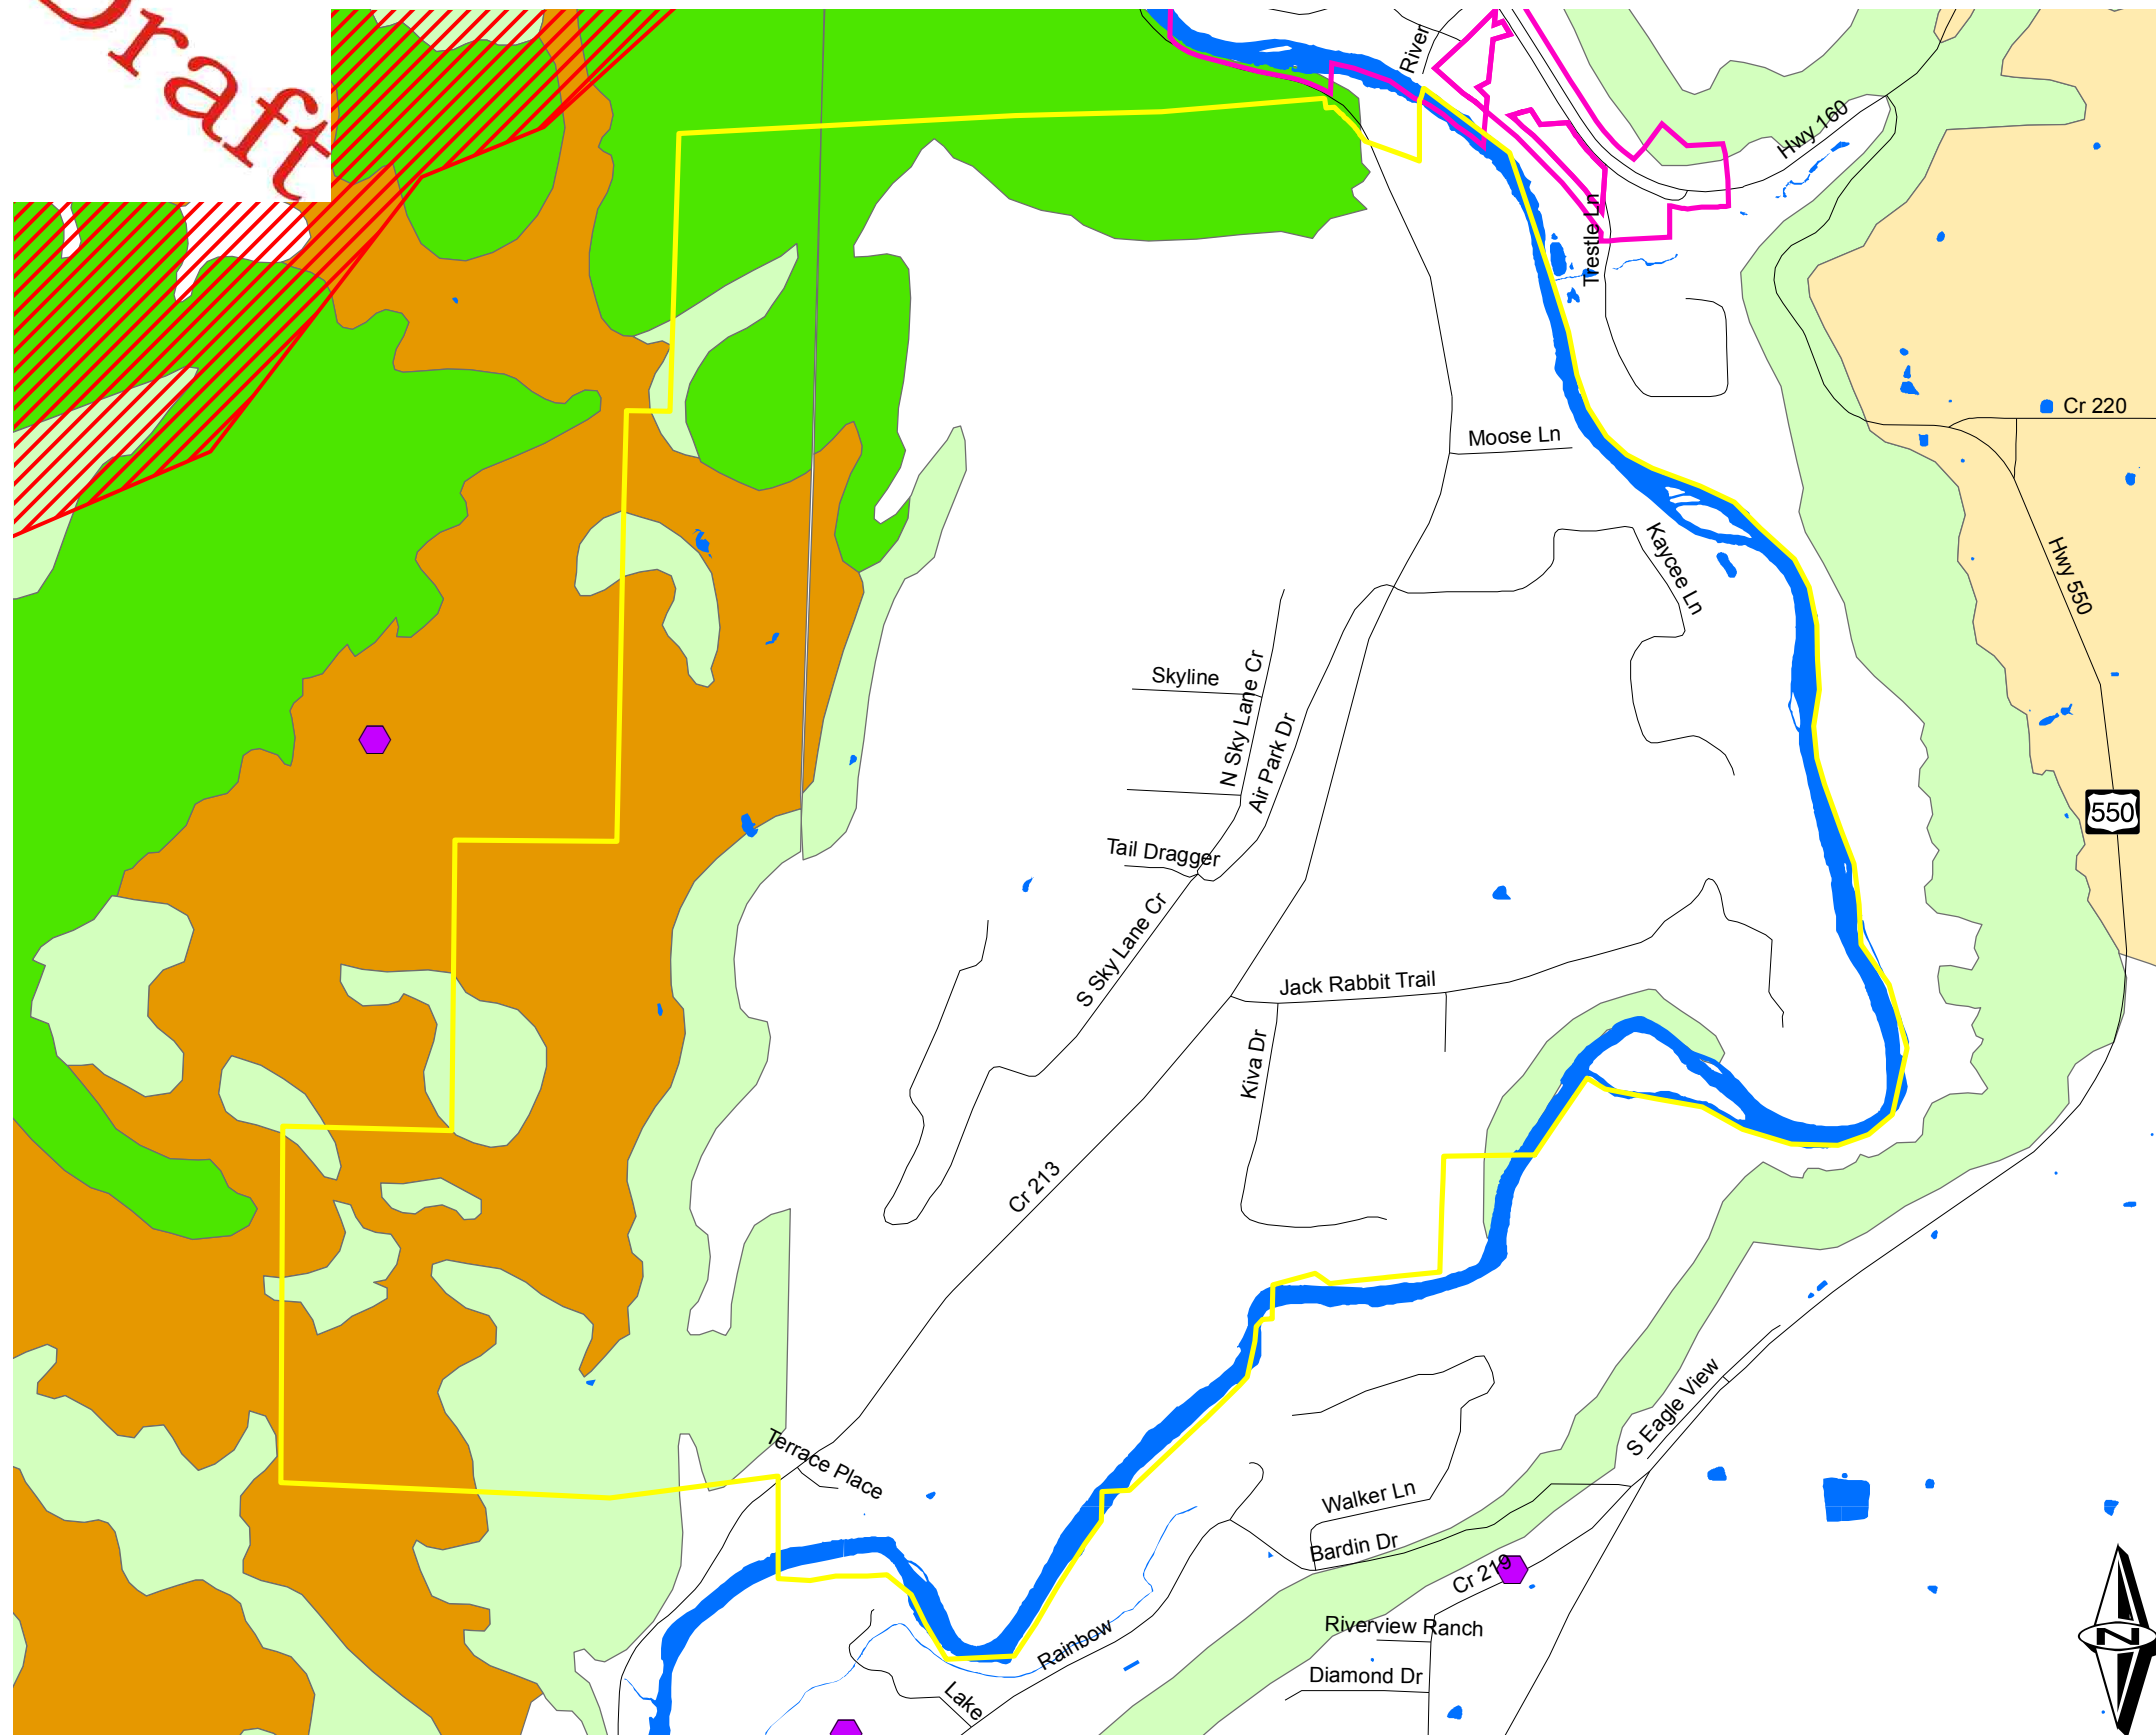 Draft
River
Hwy 160
Trestle Ln
Cr 220
Moose Ln
Kaycee Ln
Hwy 550
Skyline
N Sky Lane Cr
Air Park Dr
550
Tail Dragger
S Sky Lane Cr
Jack Rabbit Trail
Kiva Dr
Cr 213
S Eagle View
Terrace Place
Walker Ln
Bardin Dr
Cr 219
Riverview Ranch
Rainbow
Diamond Dr
Lake
N